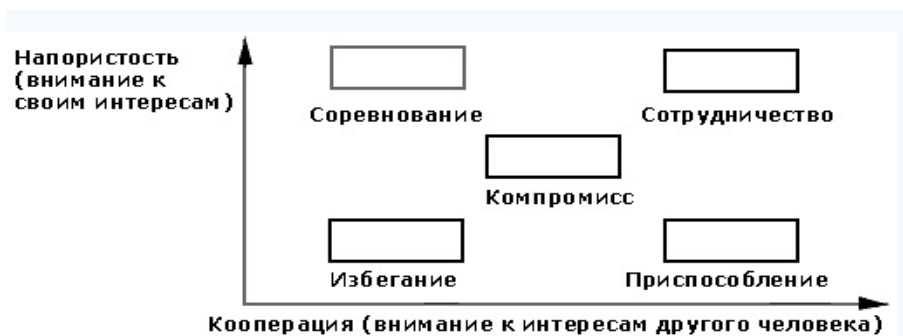 Напористость
(внимание к
своим интересам)
Соревнование
Сотрудничество
Компромисс
Избегание
Приспособление
Кооперация (внимание к интересам другого человека)